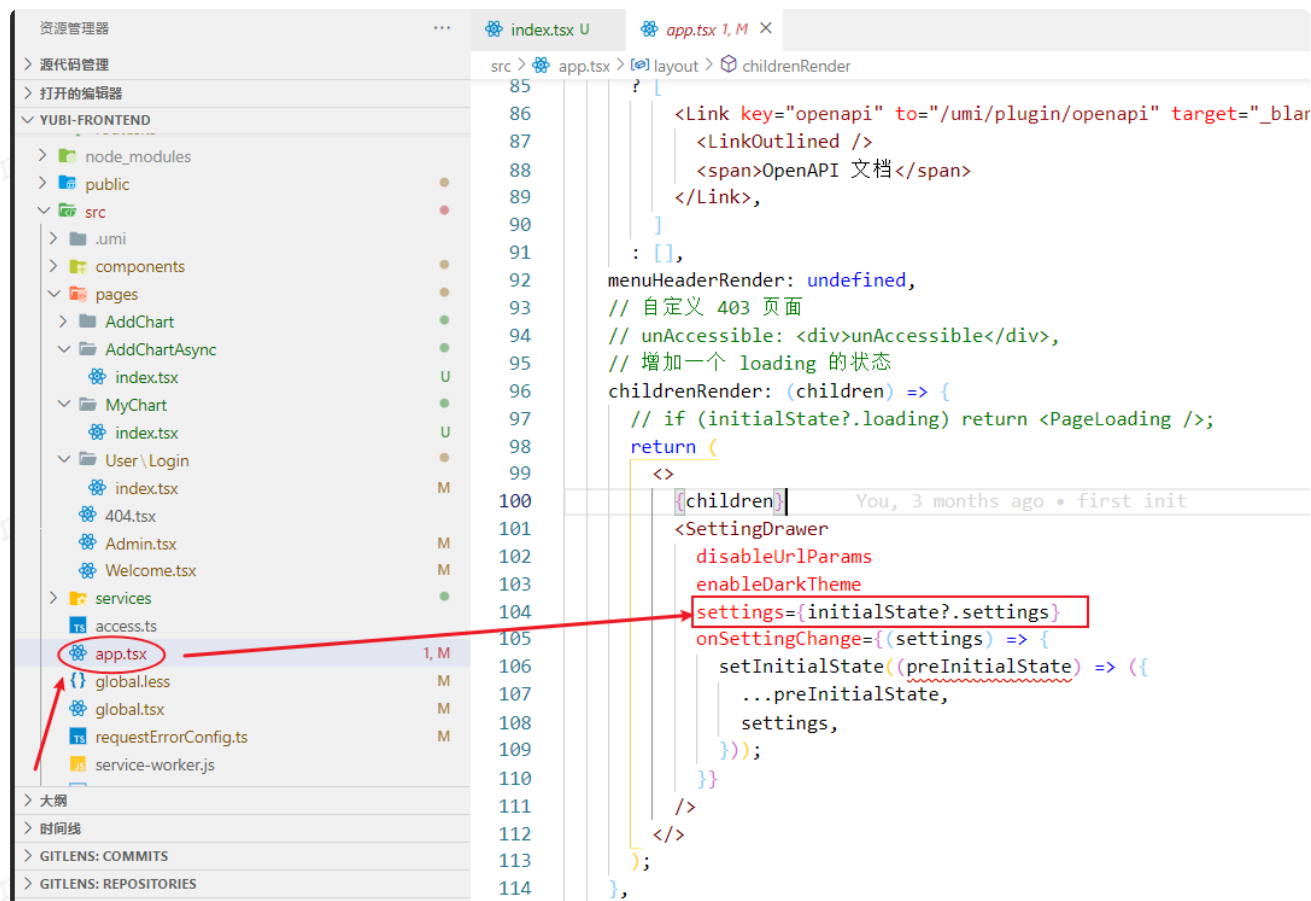 资源管理器
···
源代码管理
打开的编辑器
YUBI-FRONTEND
node_modules
public
src
.umi
components
pages
AddChart
AddChartAsync
index.tsx U
MyChart
index.tsx U
User\Login
index.tsx M
404.tsx
Admin.tsx M
Welcome.tsx M
services
access.ts
app.tsx 1, M
global.less M
global.tsx M
requestErrorConfig.ts M
service-worker.js
大纲
时间线
GITLENS: COMMITS
GITLENS: REPOSITORIES
index.tsx U app.tsx 1, M
src > app.tsx > layout > childrenRender
85 ? [
86 <Link key="openapi" to="/umi/plugin/openapi" target="_blan
87 <LinkOutlined />
88 <span>OpenAPI 文档</span>
89 </Link>,
90 ]
91 : [],
92 menuHeaderRender: undefined,
93 // 自定义 403 页面
94 // unAccessible: <div>unAccessible</div>,
95 // 增加一个 loading 的状态
96 childrenRender: (children) => {
97 // if (initialState?.loading) return <PageLoading />;
98 return (
99 <>
100 {children} You, 3 months ago • first init
101 <SettingDrawer
102 disableUrlParams
103 enableDarkTheme
104 settings={initialState?.settings}
105 onSettingChange={(settings) => {
106 setInitialState((preInitialState) => ({
107 ...preInitialState,
108 settings,
109 }));
110 }}
111 />
112 </>
113 );
114 },